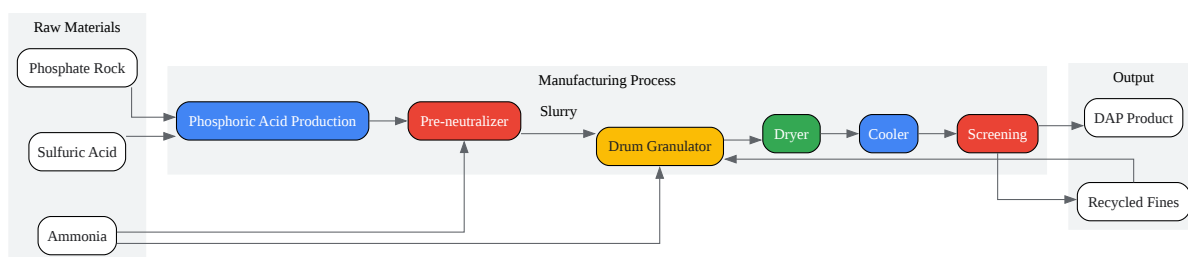 Raw Materials
Phosphate Rock
Sulfuric Acid
Ammonia
Manufacturing Process
Phosphoric Acid Production
Pre-neutralizer
Slurry
Drum Granulator
Dryer
Cooler
Screening
Output
DAP Product
Recycled Fines